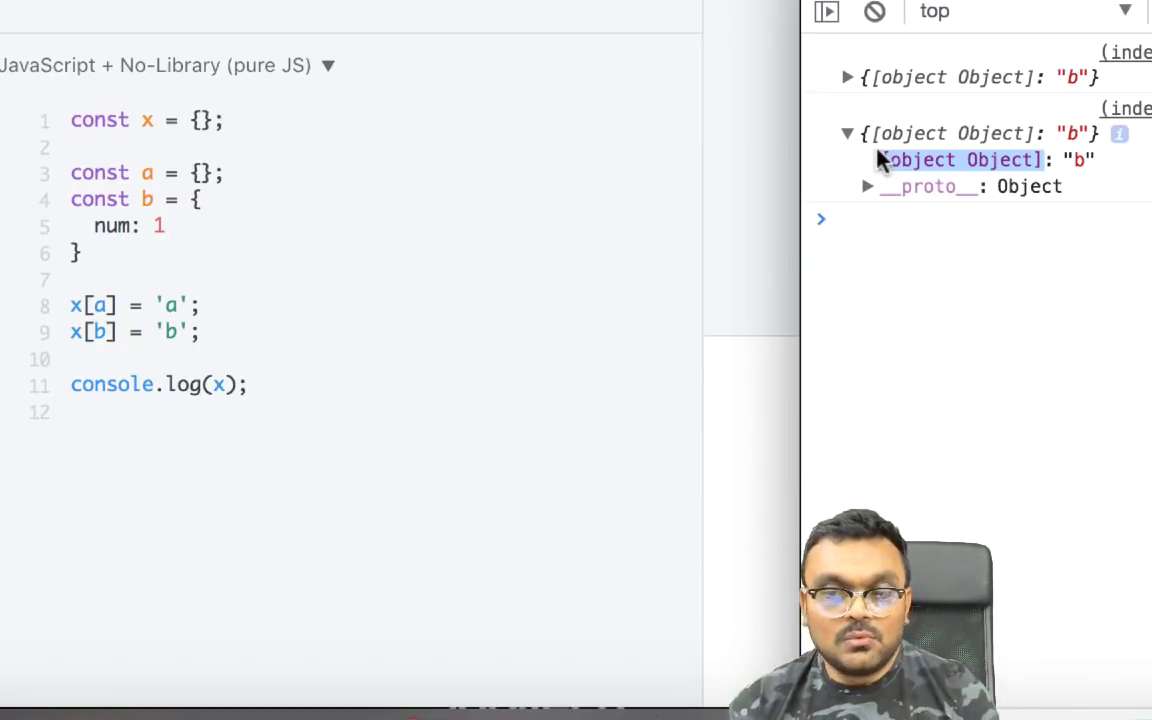 JavaScript + No-Library (pure JS) ▼
1 const x = {};
2
3 const a = {};
4 const b = {
5 num: 1
6 }
7
8 x[a] = 'a';
9 x[b] = 'b';
10
11 console.log(x);
12
top ▼
(inde
▶ {[object Object]: "b"}
(inde
▼ {[object Object]: "b"} i
[object Object]: "b"
▶ __proto__: Object
>